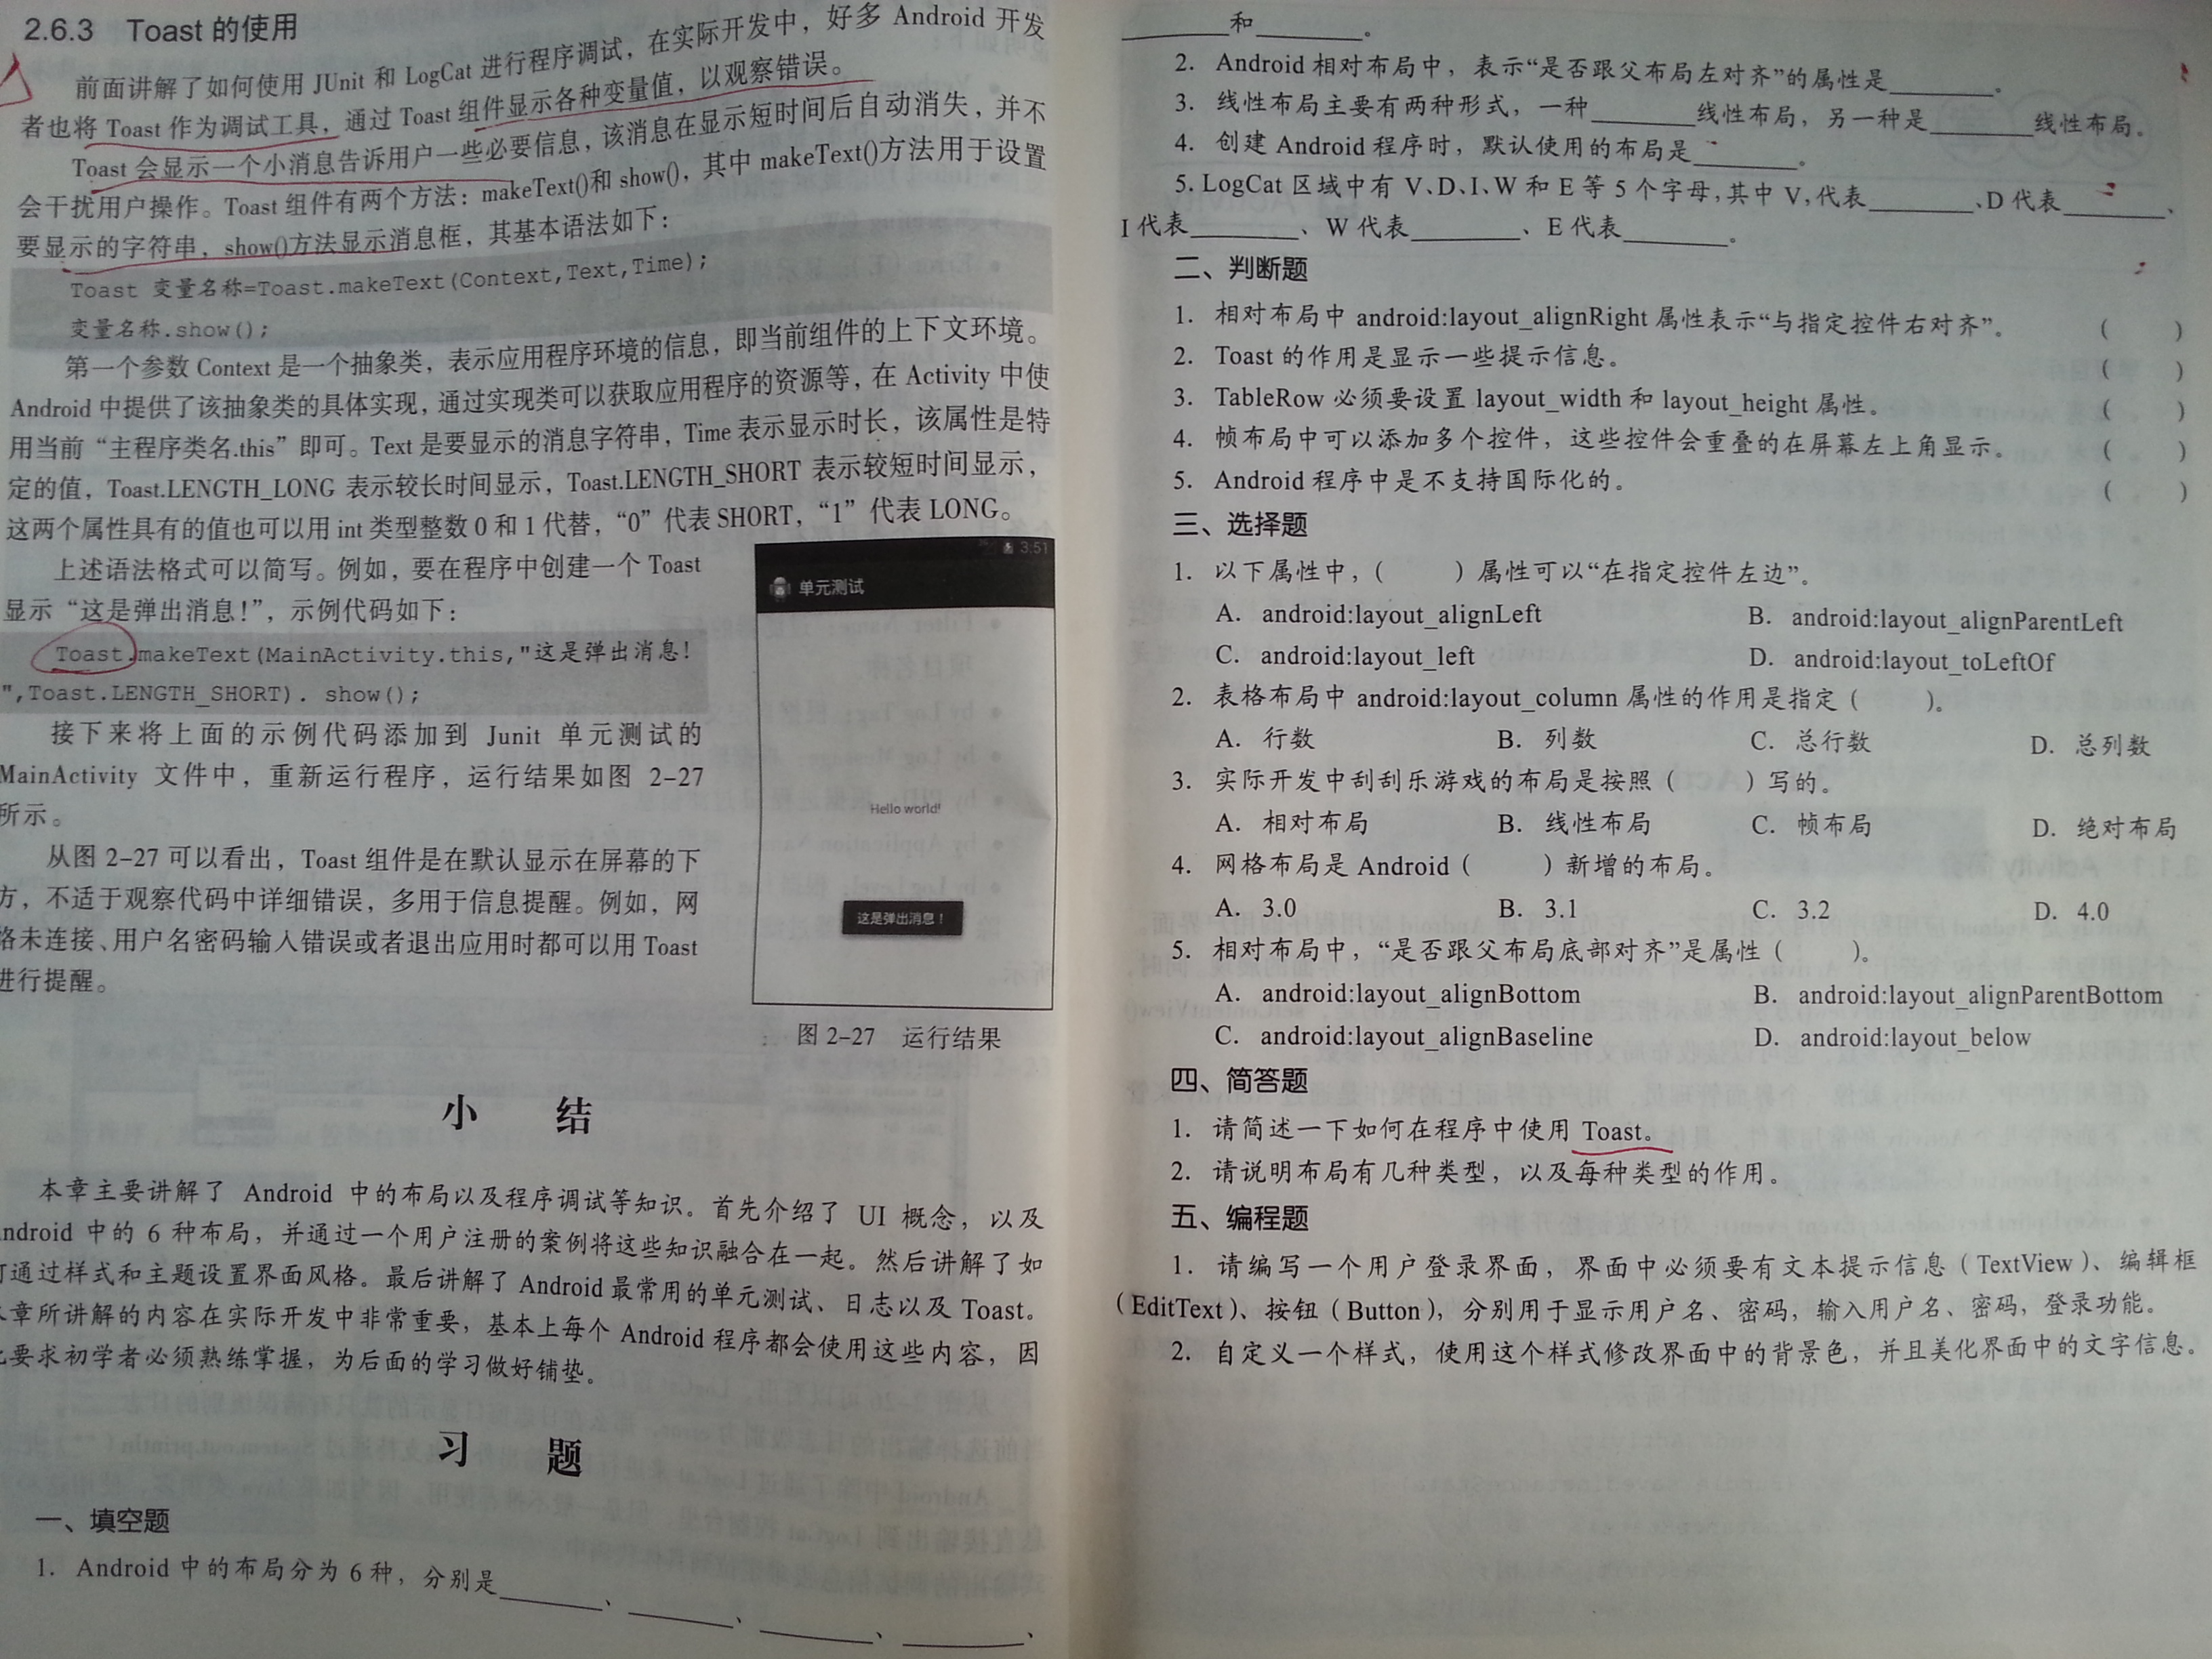 2.6.3 Toast 的使用
前面讲解了如何使用 JUnit 和 LogCat 进行程序调试，在实际开发中，好多 Android 开发
者也将 Toast 作为调试工具，通过 Toast 组件显示各种变量值，以观察错误。
Toast 会显示一个小消息告诉用户一些必要信息，该消息在显示短时间后自动消失，并不
会干扰用户操作。Toast 组件有两个方法：makeText()和 show()，其中 makeText()方法用于设置
要显示的字符串，show()方法显示消息框，其基本语法如下：
Toast 变量名称=Toast.makeText(Context,Text,Time);
变量名称.show();
第一个参数 Context 是一个抽象类，表示应用程序环境的信息，即当前组件的上下文环境。
Android 中提供了该抽象类的具体实现，通过实现类可以获取应用程序的资源等，在 Activity 中使
用当前“主程序类名.this”即可。Text 是要显示的消息字符串，Time 表示显示时长，该属性是特
定的值，Toast.LENGTH_LONG 表示较长时间显示，Toast.LENGTH_SHORT 表示较短时间显示，
这两个属性具有的值也可以用 int 类型整数 0 和 1 代替，“0”代表 SHORT，“1”代表 LONG。
上述语法格式可以简写。例如，要在程序中创建一个 Toast
显示“这是弹出消息！”，示例代码如下：
Toast.makeText(MainActivity.this,"这是弹出消息！
",Toast.LENGTH_SHORT). show();
接下来将上面的示例代码添加到 Junit 单元测试的
MainActivity 文件中，重新运行程序，运行结果如图 2-27
所示。
从图 2-27 可以看出，Toast 组件是在默认显示在屏幕的下
方，不适于观察代码中详细错误，多用于信息提醒。例如，网
络未连接、用户名密码输入错误或者退出应用时都可以用 Toast
进行提醒。
3:51
单元测试
Hello world!
这是弹出消息！
图 2-27 运行结果
小 结
本章主要讲解了 Android 中的布局以及程序调试等知识。首先介绍了 UI 概念，以及
ndroid 中的 6 种布局，并通过一个用户注册的案例将这些知识融合在一起。然后讲解了如
通过样式和主题设置界面风格。最后讲解了 Android 最常用的单元测试、日志以及 Toast。
章所讲解的内容在实际开发中非常重要，基本上每个 Android 程序都会使用这些内容，因
要求初学者必须熟练掌握，为后面的学习做好铺垫。
习 题
一、填空题
1. Android 中的布局分为 6 种，分别是______、______、______、______、
______和______。
2. Android 相对布局中，表示“是否跟父布局左对齐”的属性是______。
3. 线性布局主要有两种形式，一种______线性布局，另一种是______线性布局。
4. 创建 Android 程序时，默认使用的布局是______。
5. LogCat 区域中有 V、D、I、W 和 E 等 5 个字母,其中 V,代表______、D 代表______、
I 代表______、W 代表______、E 代表______。
二、判断题
1. 相对布局中 android:layout_alignRight 属性表示“与指定控件右对齐”。 ( )
2. Toast 的作用是显示一些提示信息。 ( )
3. TableRow 必须要设置 layout_width 和 layout_height 属性。 ( )
4. 帧布局中可以添加多个控件，这些控件会重叠的在屏幕左上角显示。 ( )
5. Android 程序中是不支持国际化的。 ( )
三、选择题
1. 以下属性中，( )属性可以“在指定控件左边”。
A. android:layout_alignLeft B. android:layout_alignParentLeft
C. android:layout_left D. android:layout_toLeftOf
2. 表格布局中 android:layout_column 属性的作用是指定( )。
A. 行数 B. 列数 C. 总行数 D. 总列数
3. 实际开发中刮刮乐游戏的布局是按照( )写的。
A. 相对布局 B. 线性布局 C. 帧布局 D. 绝对布局
4. 网格布局是 Android( )新增的布局。
A. 3.0 B. 3.1 C. 3.2 D. 4.0
5. 相对布局中，“是否跟父布局底部对齐”是属性( )。
A. android:layout_alignBottom B. android:layout_alignParentBottom
C. android:layout_alignBaseline D. android:layout_below
四、简答题
1. 请简述一下如何在程序中使用 Toast。
2. 请说明布局有几种类型，以及每种类型的作用。
五、编程题
1. 请编写一个用户登录界面，界面中必须要有文本提示信息(TextView)、编辑框
(EditText)、按钮(Button)，分别用于显示用户名、密码，输入用户名、密码，登录功能。
2. 自定义一个样式，使用这个样式修改界面中的背景色，并且美化界面中的文字信息。